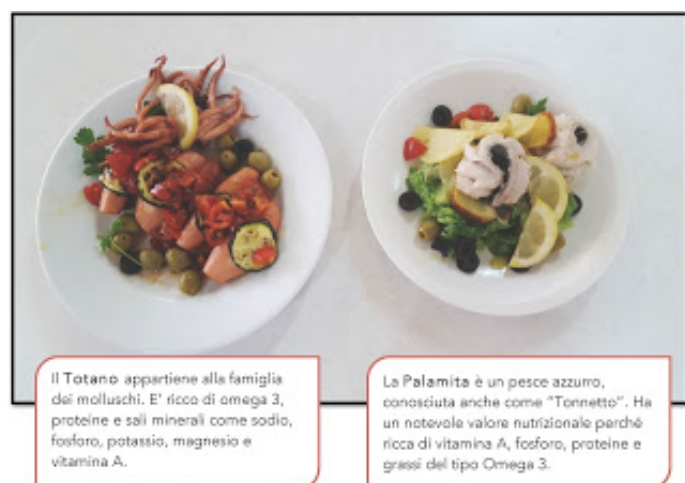 Il Totano appartiene alla famiglia
dei molluschi. E' ricco di omega 3,
proteine e sali minerali come sodio,
fosforo, potassio, magnesio e
vitamina A.
La Palamita è un pesce azzurro,
conosciuta anche come "Tonnetto". Ha
un notevole valore nutrizionale perché
ricca di vitamina A, fosforo, proteine e
grassi del tipo Omega 3.